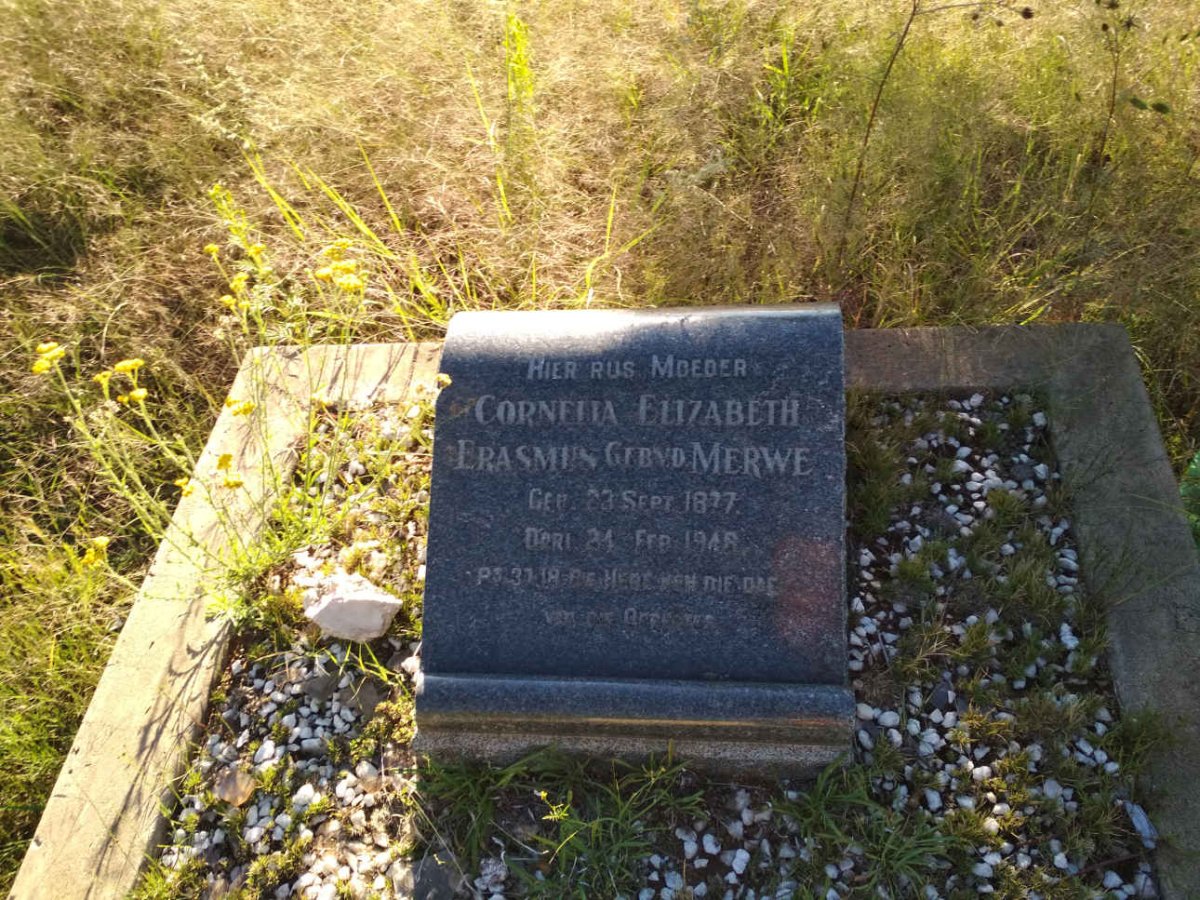 HIER RUS MOEDER
CORNELIA ELIZABETH
ERASMUS GEB V D MERWE
GEB. 23 SEPT. 1877.
OORL. 24 FEB. 1948.
PS. 37.18 DIE HERE KEN DIE DAE
VAN DIE OPREGTES